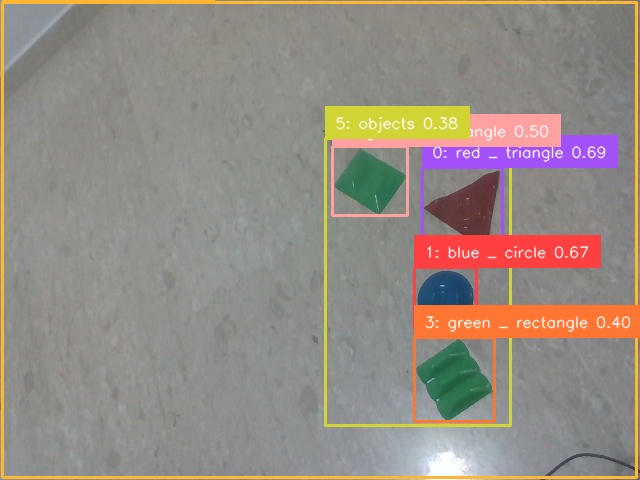 5: objects 0.38
angle 0.50
0: red _ triangle 0.69
1: blue _ circle 0.67
3: green _ rectangle 0.40